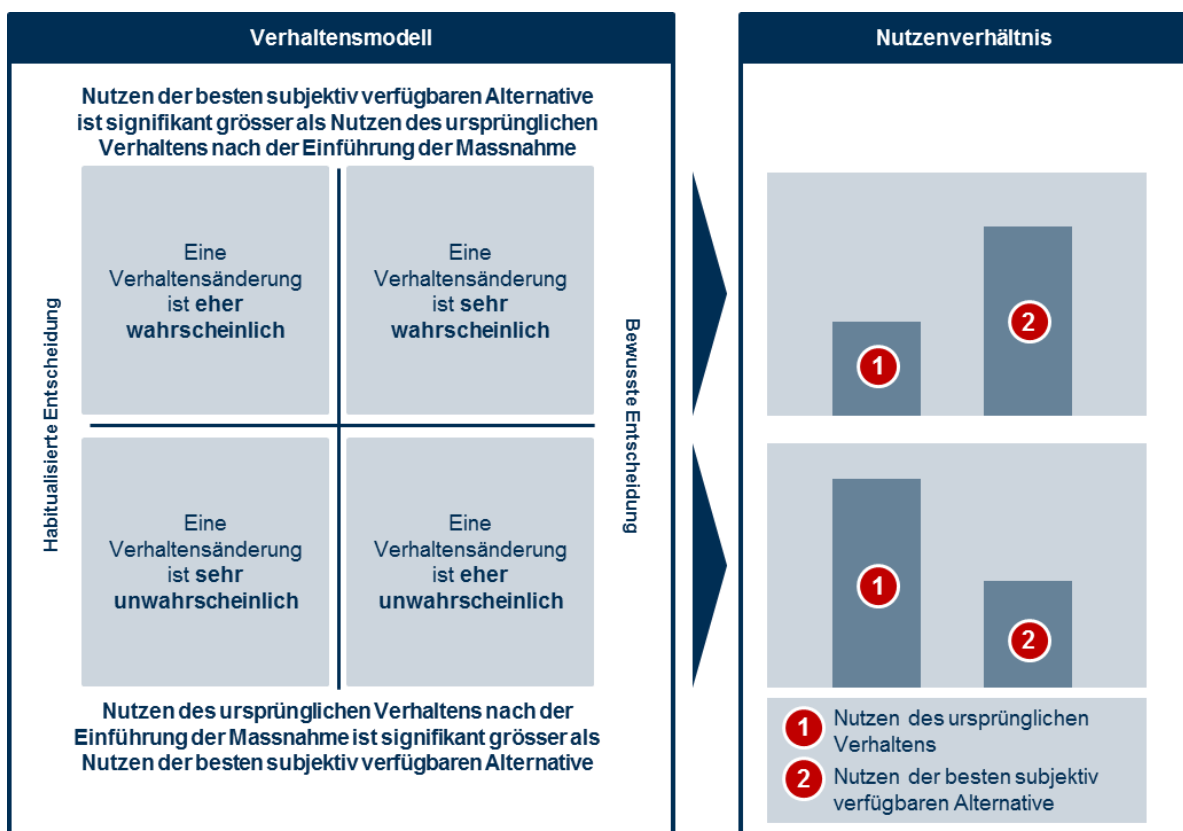 Verhaltensmodell
Nutzen der besten subjektiv verfügbaren Alternative
ist signifikant grösser als Nutzen des ursprünglichen
Verhaltens nach der Einführung der Massnahme
Habitualisierte Entscheidung
Eine
Verhaltensänderung
ist eher
wahrscheinlich
Eine
Verhaltensänderung
ist sehr
wahrscheinlich
Eine
Verhaltensänderung
ist sehr
unwahrscheinlich
Eine
Verhaltensänderung
ist eher
unwahrscheinlich
Bewusste Entscheidung
Nutzen des ursprünglichen Verhaltens nach der
Einführung der Massnahme ist signifikant grösser als
Nutzen der besten subjektiv verfügbaren Alternative
Nutzenverhältnis
1
2
1
2
1 Nutzen des ursprünglichen
Verhaltens
2 Nutzen der besten subjektiv
verfügbaren Alternative